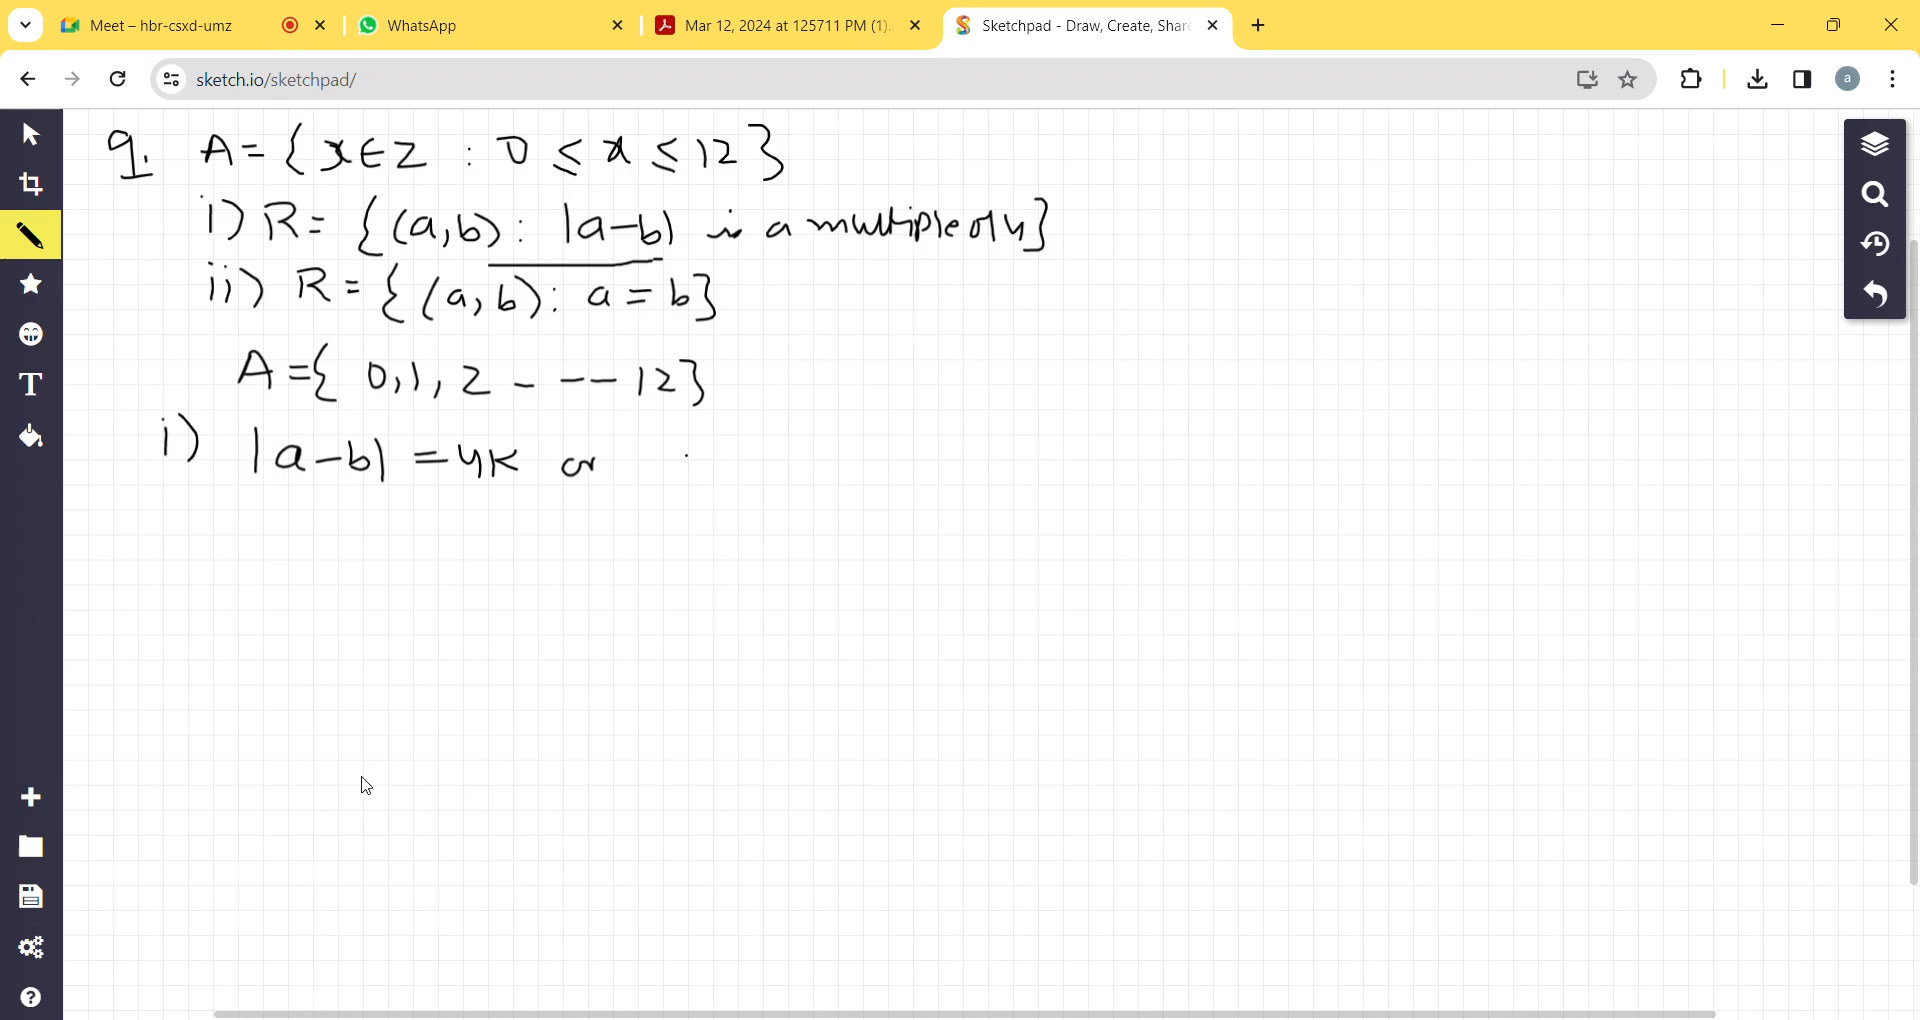 Meet – hbr-csxd-umz
WhatsApp
Mar 12, 2024 at 125711 PM (1).
Sketchpad - Draw, Create, Share
sketch.io/sketchpad/
a
9. A = { x ∈ Z : 0 ≤ x ≤ 12 }
i) R = { (a, b) : |a-b| is a multiple of 4 }
ii) R = { (a, b) : a = b }
A = { 0, 1, 2 - - - 12 }
i) |a-b| = 4K or
T